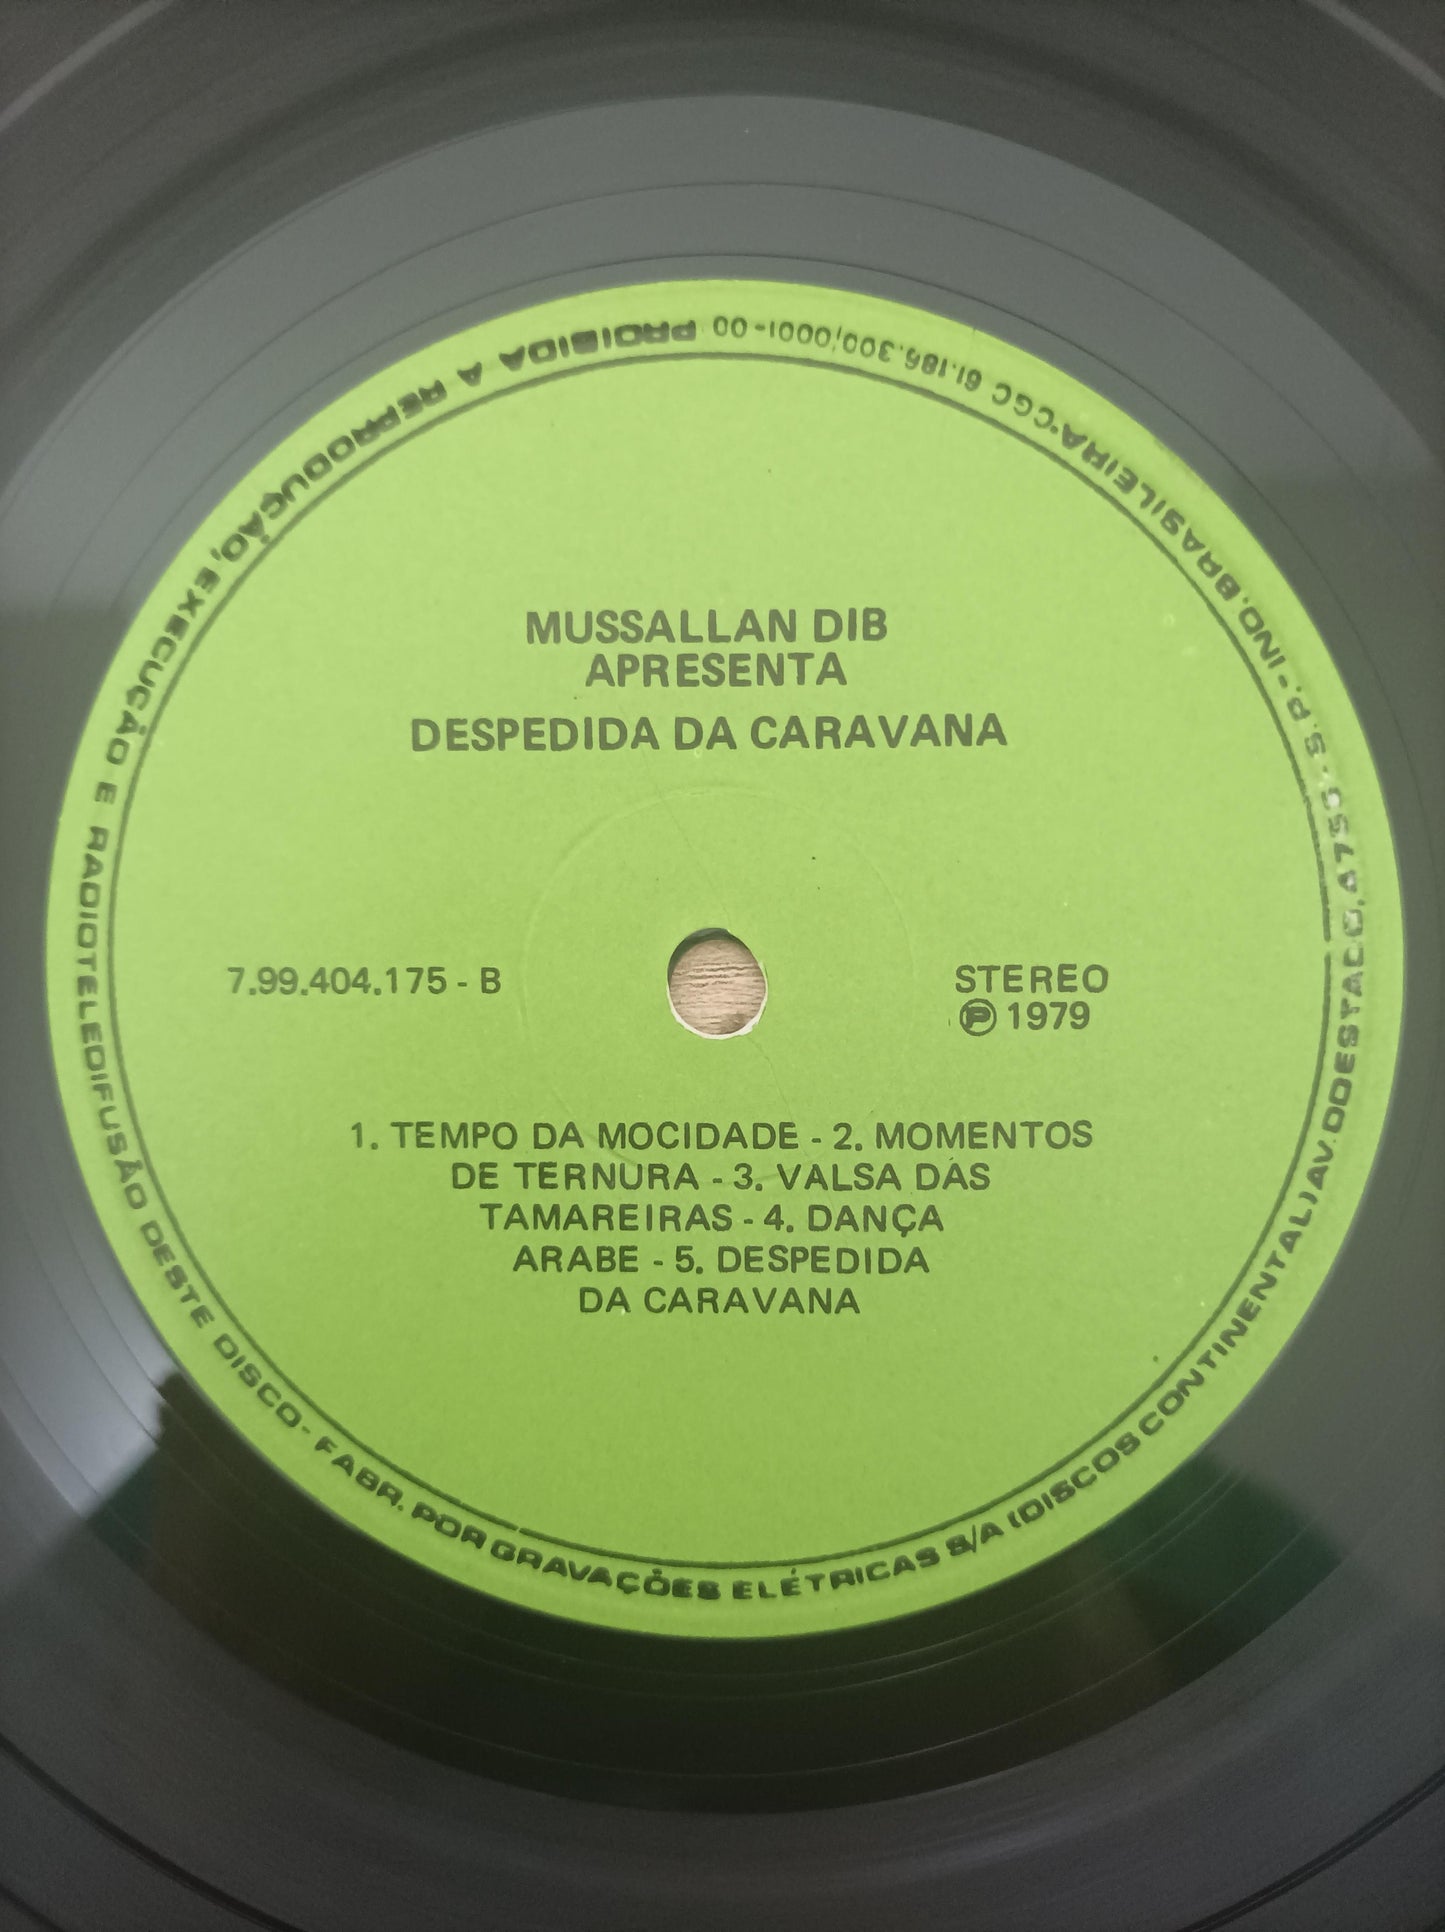 MUSSALLAN DIB
APRESENTA
DESPEDIDA DA CARAVANA
7.99.404.175 - B
STEREO
Ⓟ 1979
1. TEMPO DA MOCIDADE - 2. MOMENTOS
DE TERNURA - 3. VALSA DAS
TAMAREIRAS - 4. DANÇA
ARABE - 5. DESPEDIDA
DA CARAVANA
PROIBIDA A REPRODUÇÃO, EXECUÇÃO E RADIOTELEDIFUSÃO DESTE DISCO - FABR. POR GRAVAÇÕES ELÉTRICAS S/A (DISCOS CONTINENTAL) AV. DO ESTADO, 4755 - S. P. - IND. BRASILEIRA* CGC 61.186.300/0001-00